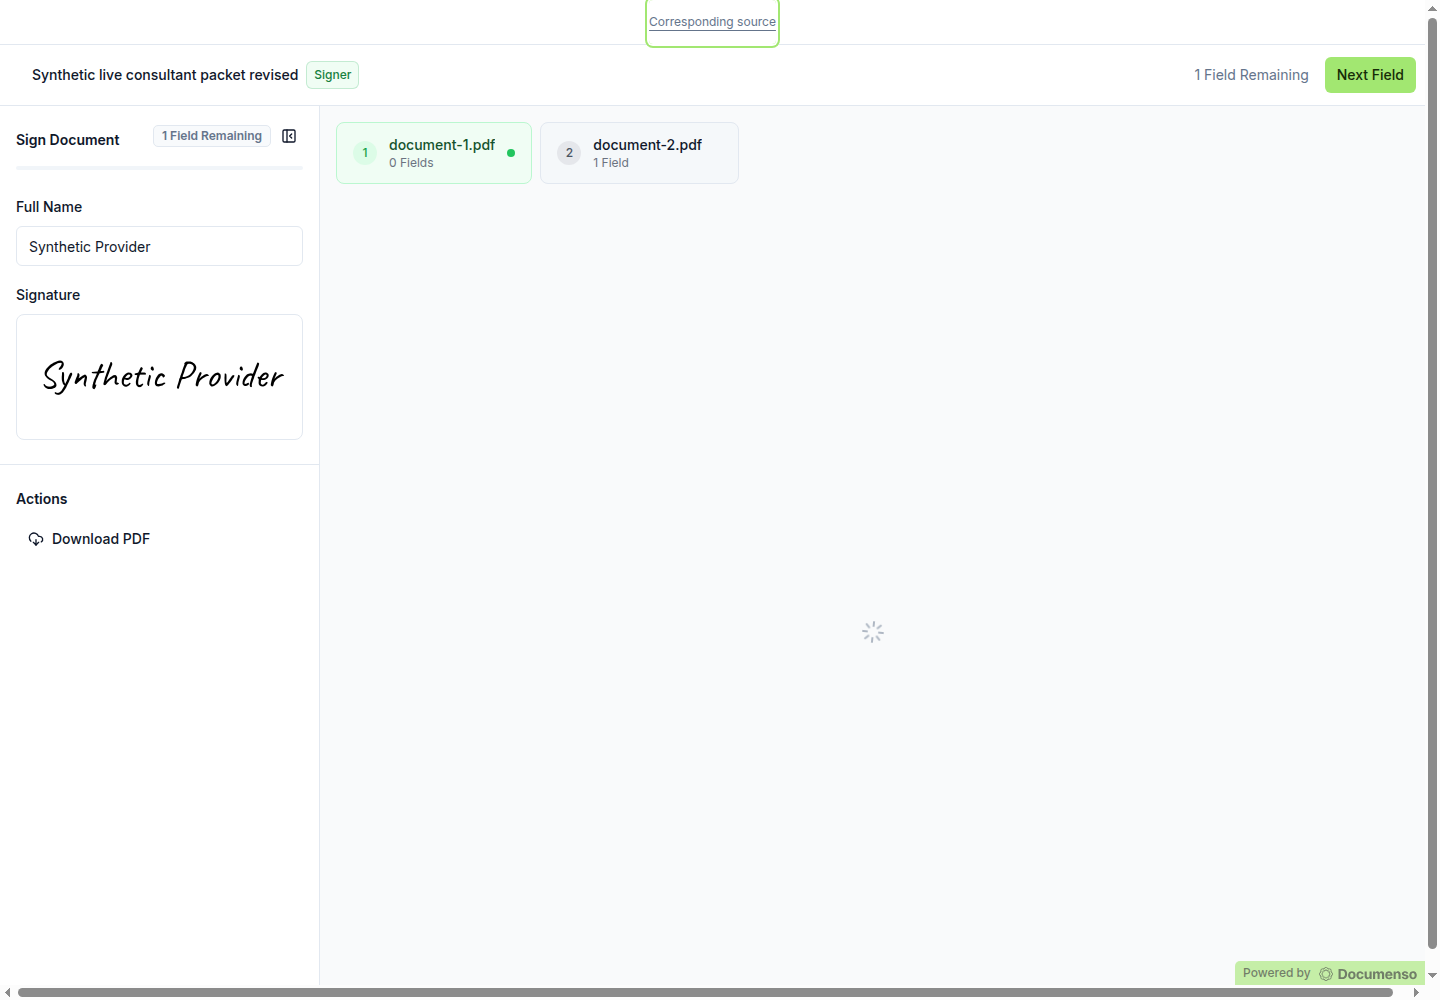 Corresponding source
Synthetic live consultant packet revised
Signer
1 Field Remaining
Next Field
Sign Document
1 Field Remaining
1
document-1.pdf
0 Fields
2
document-2.pdf
1 Field
Full Name
Synthetic Provider
Signature
Synthetic Provider
Actions
Download PDF
Powered by Documenso